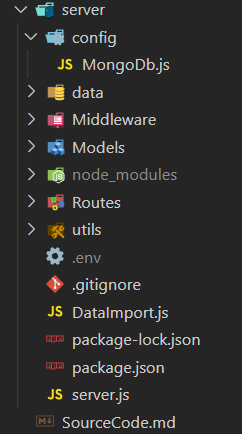 server
config
JS MongoDb.js
data
Middleware
Models
node_modules
Routes
utils
.env
.gitignore
JS DataImport.js
package-lock.json
package.json
JS server.js
SourceCode.md